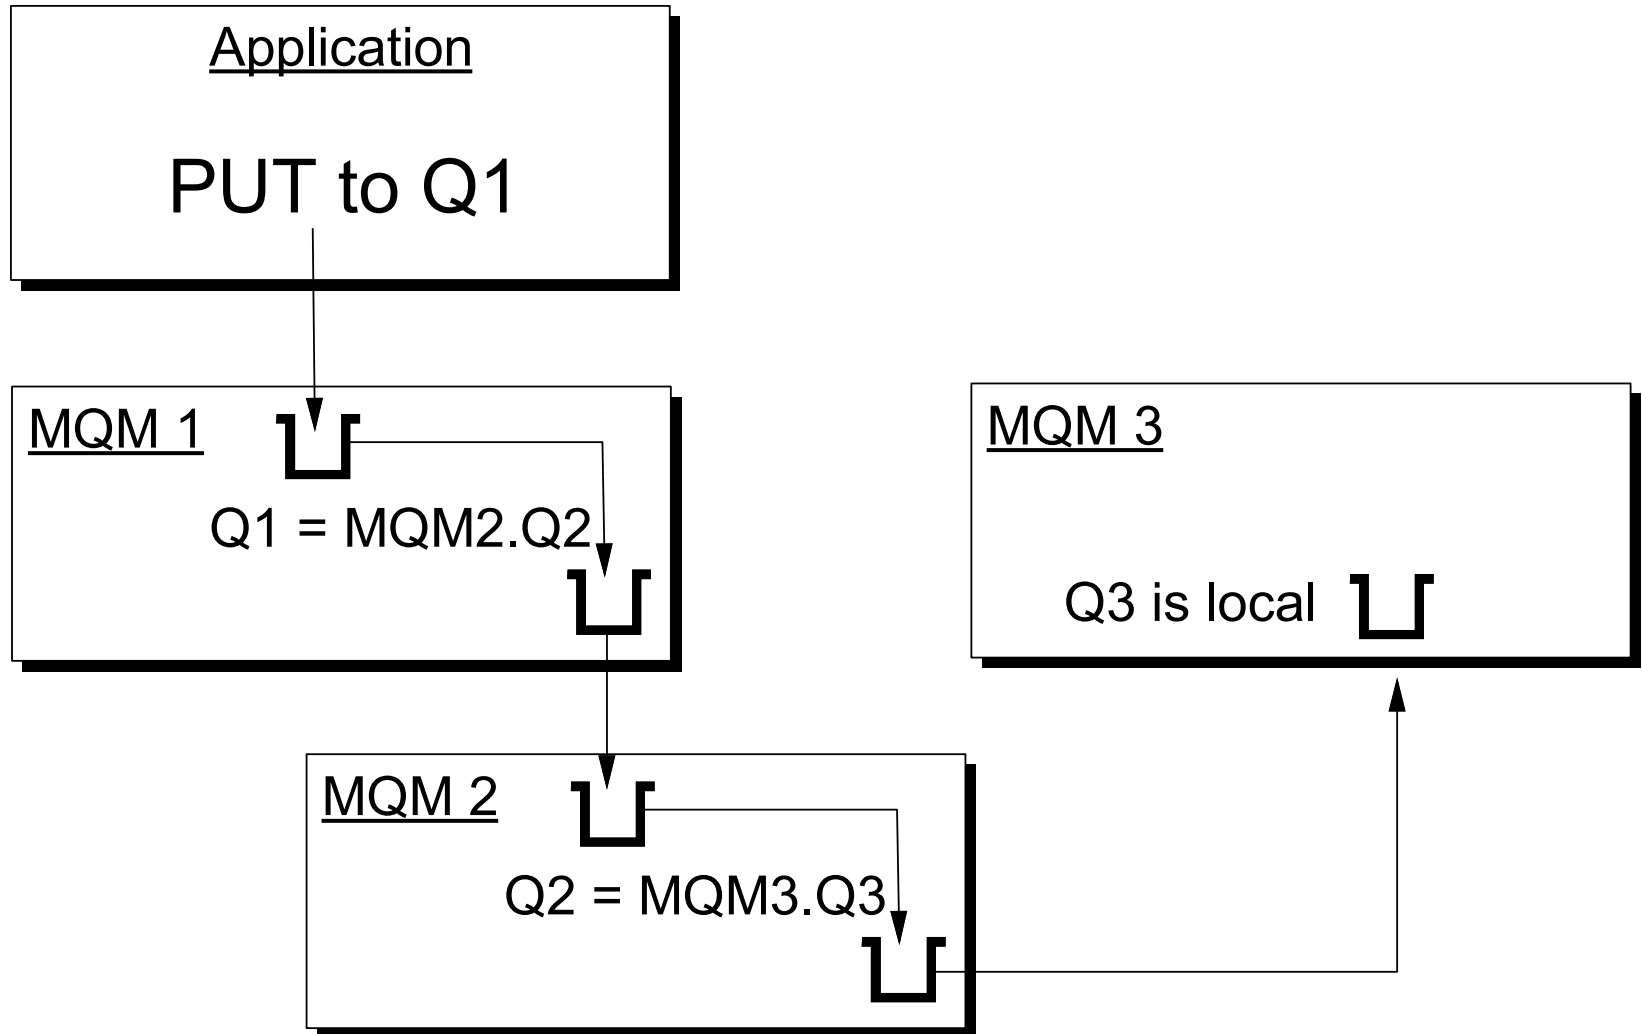 Application
PUT to Q1
MQM 1
Q1 = MQM2.Q2
MQM 3
Q3 is local
MQM 2
Q2 = MQM3.Q3